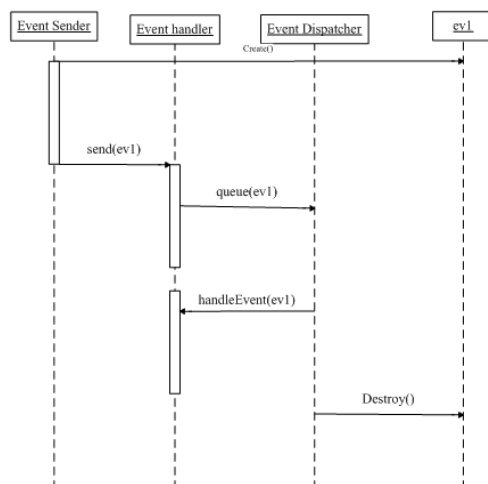 Event Sender
Event handler
Event Dispatcher
ev1
Create()
send(ev1)
queue(ev1)
handleEvent(ev1)
Destroy()